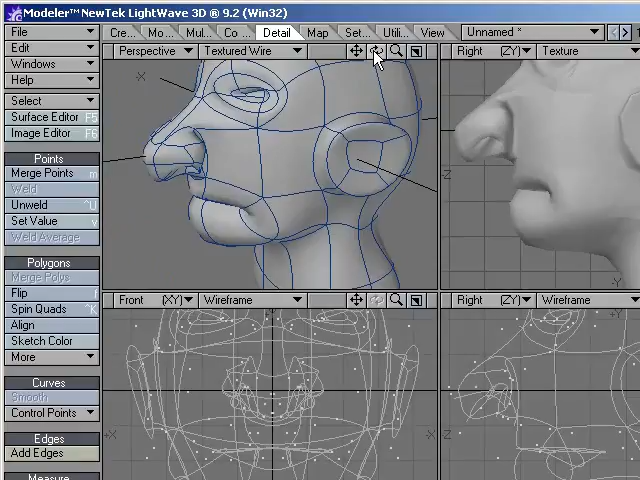 Modeler™ NewTek LightWave 3D ® 9.2 (Win32)
File
Cre... Mo... Mul... Co ... Detail Map Set... Utili... View Unnamed *
Edit
Perspective Textured Wire Right (ZY) Texture
Windows
Help
-X
Select
Surface Editor F5
Image Editor F6
Points
Merge Points m
-Z
Weld
Unweld ^U
Set Value v
Weld Average
Polygons
Merge Polys
-Y
Flip f
Front (XY) Wireframe Right (ZY) Wireframe
Spin Quads ^K
+Y
Align
Sketch Color
More
Curves
Smooth
Control Points
Edges
-X +X -Z
Add Edges
Measure